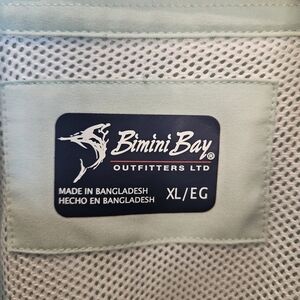 Bimini Bay®
OUTFITTERS LTD
MADE IN BANGLADESH
HECHO EN BANGLADESH
XL/EG